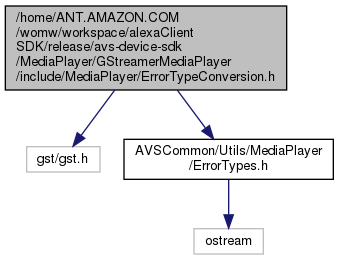 /home/ANT.AMAZON.COM
/womw/workspace/alexaClient
SDK/release/avs-device-sdk
/MediaPlayer/GStreamerMediaPlayer
/include/MediaPlayer/ErrorTypeConversion.h
gst/gst.h
AVSCommon/Utils/MediaPlayer
/ErrorTypes.h
ostream